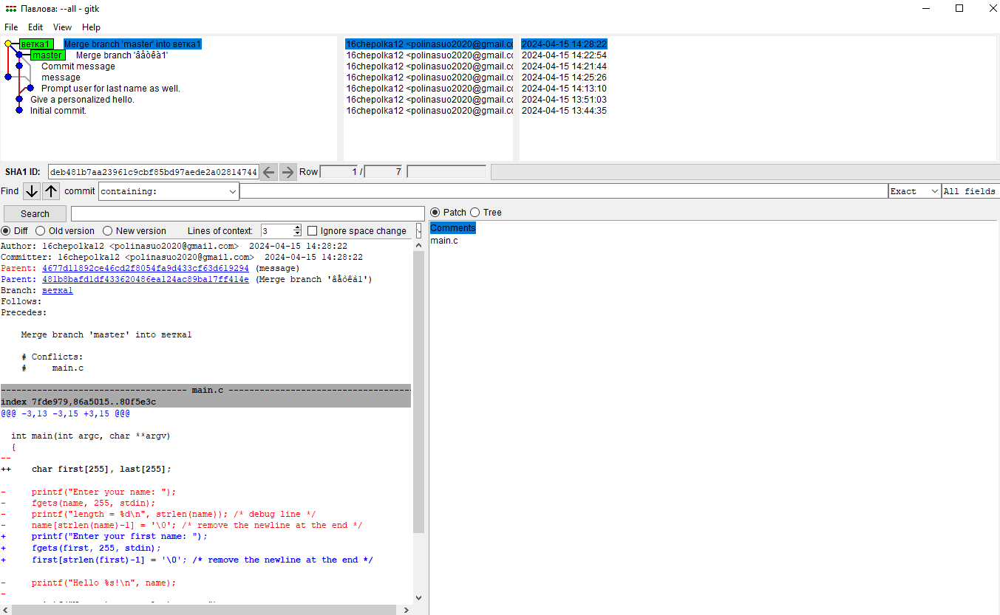 Павлова: --all - gitk
File Edit View Help
ветка1 Merge branch 'master' into ветка1 16chepolka12 <polinasuo2020@gmail.co 2024-04-15 14:28:22
master Merge branch 'âåòêà1' 16chepolka12 <polinasuo2020@gmail.co 2024-04-15 14:22:54
Commit message 16chepolka12 <polinasuo2020@gmail.co 2024-04-15 14:21:44
message 16chepolka12 <polinasuo2020@gmail.co 2024-04-15 14:25:26
Prompt user for last name as well. 16chepolka12 <polinasuo2020@gmail.co 2024-04-15 14:13:10
Give a personalized hello. 16chepolka12 <polinasuo2020@gmail.co 2024-04-15 13:51:03
Initial commit. 16chepolka12 <polinasuo2020@gmail.co 2024-04-15 13:44:35
SHA1 ID: deb481b7aa23961c9cbf85bd97aede2a02814744 Row 1 / 7
Find commit containing: Exact All fields
Search Patch Tree
Diff Old version New version Lines of context: 3 Ignore space change
Comments
main.c
Author: 16chepolka12 <polinasuo2020@gmail.com>  2024-04-15 14:28:22
Committer: 16chepolka12 <polinasuo2020@gmail.com>  2024-04-15 14:28:22
Parent: 4677d11892ce46cd2f8054fa9d433cf63d619294 (message)
Parent: 481b8bafd1df433620486ea124ac89ba17ff414e (Merge branch 'âåòêà1')
Branch: ветка1
Follows:
Precedes:
Merge branch 'master' into ветка1
# Conflicts:
#     main.c
------------------------------------ main.c ------------------------------------
index 7fde979,86a5015..80f5e3c
@@@ -3,13 -3,15 +3,15 @@@
int main(int argc, char **argv)
{
--
++    char first[255], last[255];
-     printf("Enter your name: ");
-     fgets(name, 255, stdin);
-     printf("length = %d\n", strlen(name)); /* debug line */
-     name[strlen(name)-1] = '\0'; /* remove the newline at the end */
+     printf("Enter your first name: ");
+     fgets(first, 255, stdin);
+     first[strlen(first)-1] = '\0'; /* remove the newline at the end */
-     printf("Hello %s!\n", name);
-